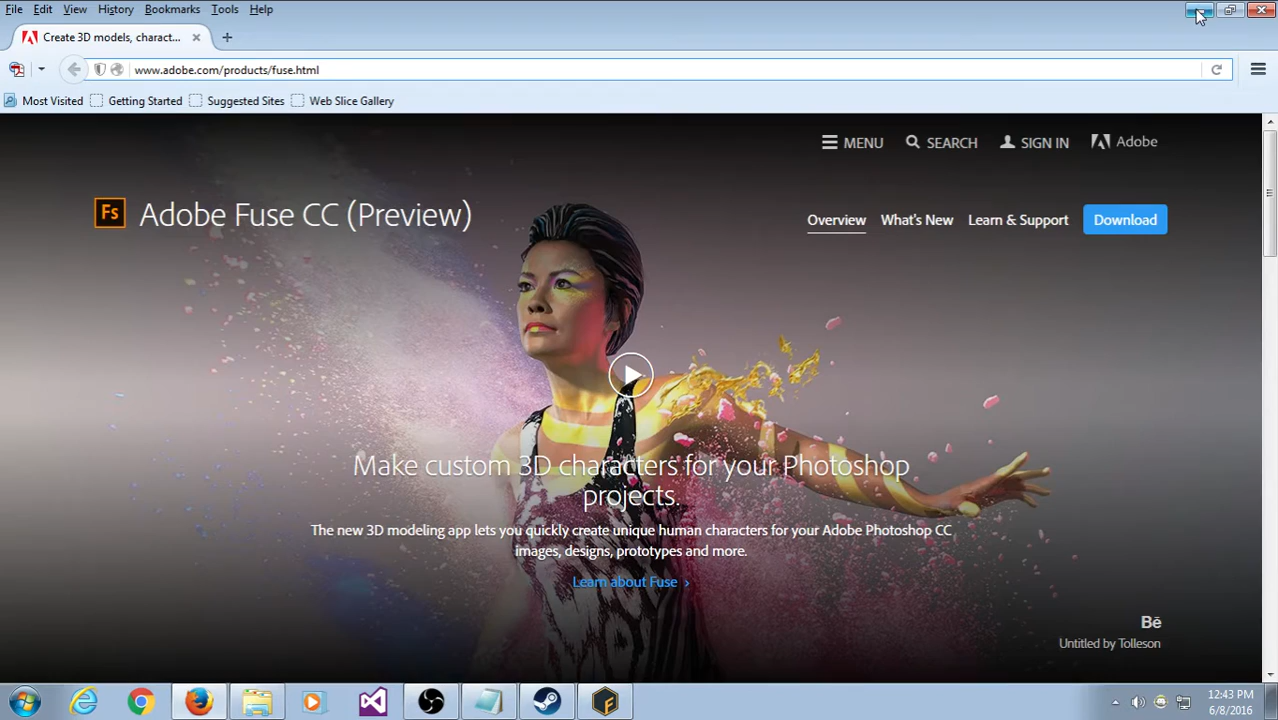 File Edit View History Bookmarks Tools Help
Create 3D models, charact...
www.adobe.com/products/fuse.html
Most Visited Getting Started Suggested Sites Web Slice Gallery
MENU SEARCH SIGN IN Adobe
Fs Adobe Fuse CC (Preview)
Overview What's New Learn & Support Download
Make custom 3D characters for your Photoshop
projects.
The new 3D modeling app lets you quickly create unique human characters for your Adobe Photoshop CC
images, designs, prototypes and more.
Learn about Fuse ›
Bē
Untitled by Tolleson
12:43 PM
6/8/2016